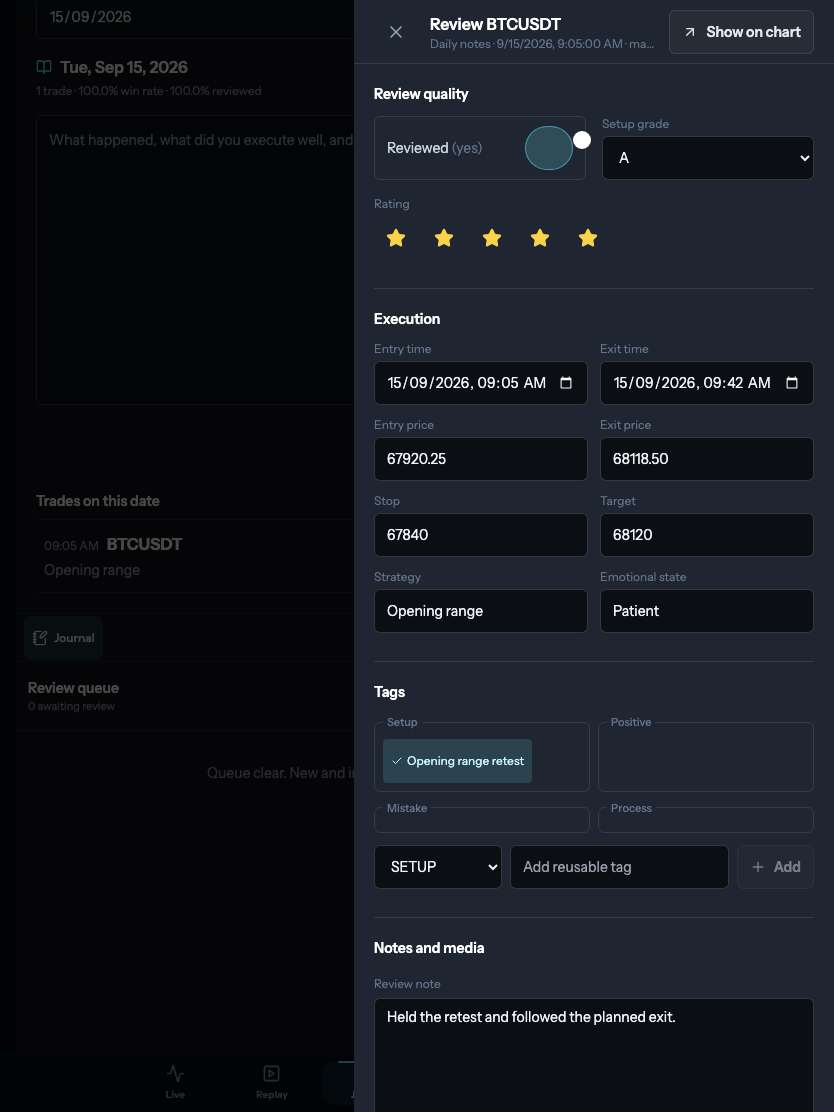 15/09/2026
Tue, Sep 15, 2026
1 trade · 100.0% win rate · 100.0% reviewed
What happened, what did you execute well, and
Trades on this date
09:05 AM BTCUSDT
Opening range
Journal
Review queue
0 awaiting review
Queue clear. New and
Live
Replay
Review BTCUSDT
Daily notes · 9/15/2026, 9:05:00 AM · ma...
Show on chart
Review quality
Reviewed (yes)
Setup grade
A
Rating
Execution
Entry time
Exit time
15/09/2026, 09:05 AM
15/09/2026, 09:42 AM
Entry price
Exit price
67920.25
68118.50
Stop
Target
67840
68120
Strategy
Emotional state
Opening range
Patient
Tags
Setup
Positive
Opening range retest
Mistake
Process
SETUP
Add reusable tag
Add
Notes and media
Review note
Held the retest and followed the planned exit.